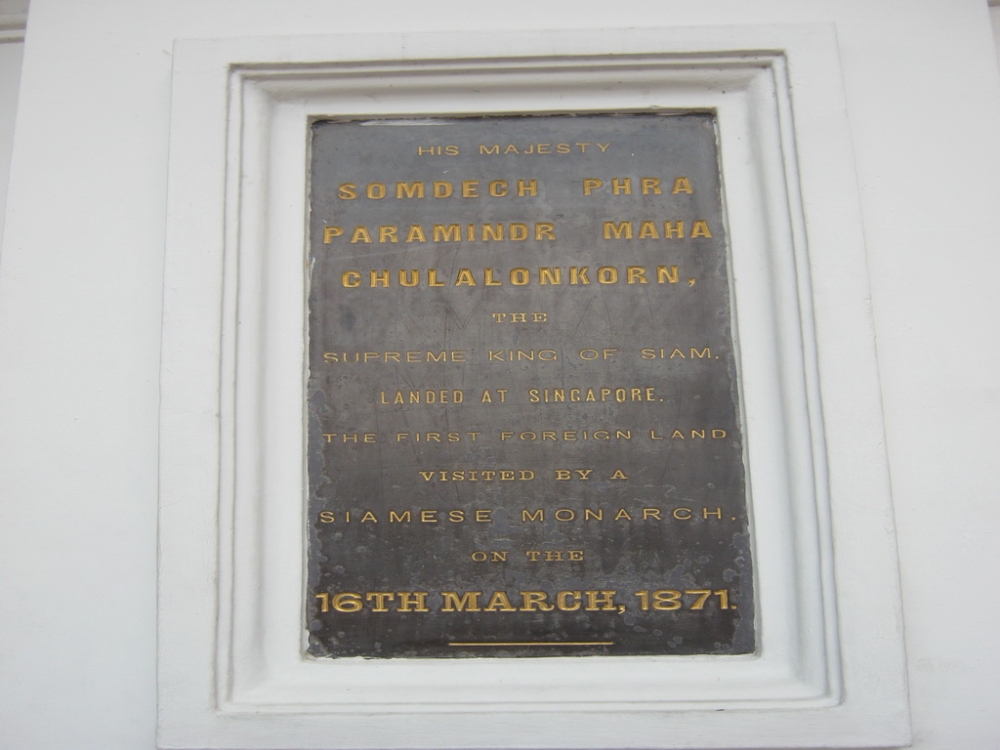 HIS MAJESTY
SOMDECH PHRA
PARAMINDR MAHA
CHULALONKORN,
THE
SUPREME KING OF SIAM.
LANDED AT SINGAPORE.
THE FIRST FOREIGN LAND
VISITED BY A
SIAMESE MONARCH.
ON THE
16TH MARCH, 1871.